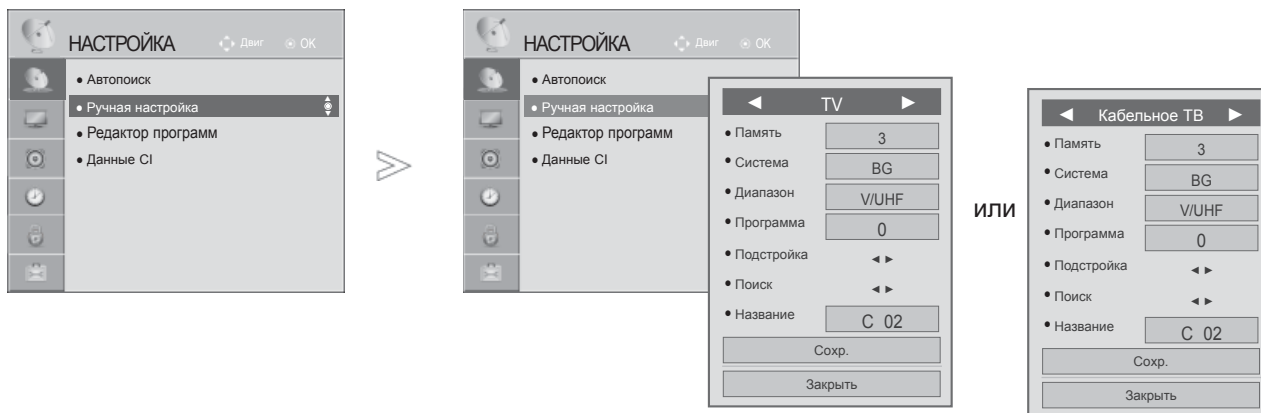 НАСТРОЙКА Двиг OK
• Автопоиск
• Ручная настройка
• Редактор программ
• Данные CI
НАСТРОЙКА Двиг OK
• Автопоиск
• Ручная настройка
• Редактор программ
• Данные CI
◄ TV ►
• Память 3
• Система BG
• Диапазон V/UHF
• Программа 0
• Подстройка ◄ ►
• Поиск ◄ ►
• Название C 02
Сохр.
Закрыть
или
◄ Кабельное ТВ ►
• Память 3
• Система BG
• Диапазон V/UHF
• Программа 0
• Подстройка ◄ ►
• Поиск ◄ ►
• Название C 02
Сохр.
Закрыть